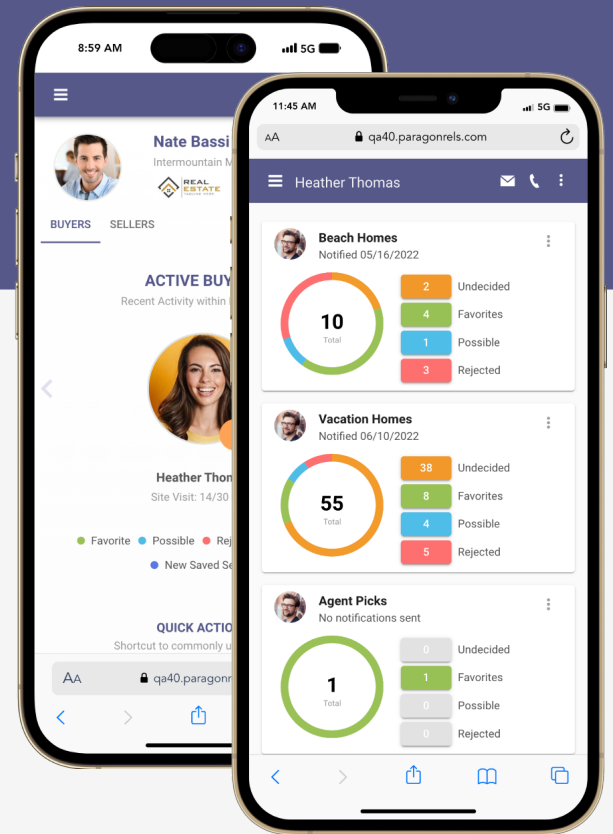 8:59 AM
5G
Nate Bassi
Intermountain M
REAL
ESTATE
BUYERS SELLERS
ACTIVE BUY
Recent Activity within
Heather Thom
Site Visit: 14/30
Favorite Possible Rej
New Saved Se
QUICK ACTIO
Shortcut to commonly u
AA qa40.paragonr
11:45 AM
5G
AA qa40.paragonrels.com
Heather Thomas
Beach Homes
Notified 05/16/2022
10
Total
2 Undecided
4 Favorites
1 Possible
3 Rejected
Vacation Homes
Notified 06/10/2022
55
Total
38 Undecided
8 Favorites
4 Possible
5 Rejected
Agent Picks
No notifications sent
1
Total
0 Undecided
1 Favorites
0 Possible
0 Rejected